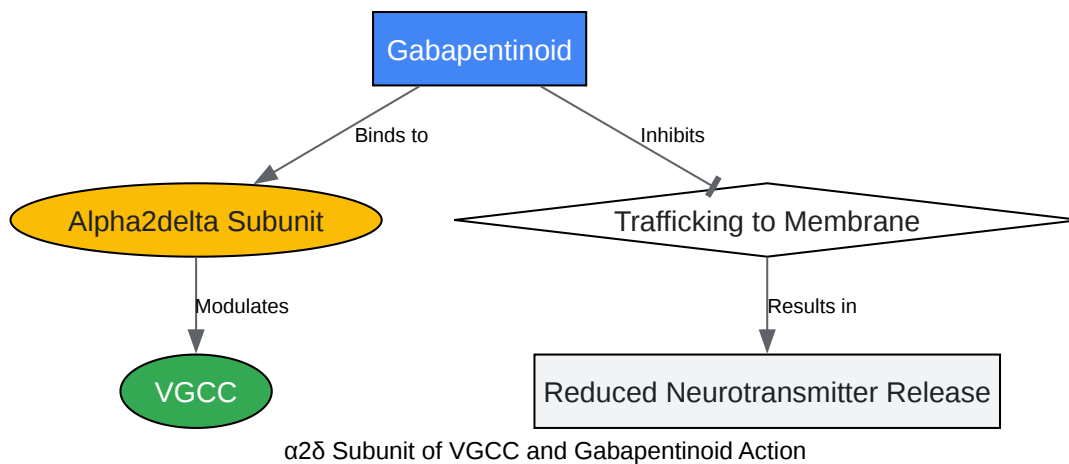 Gabapentinoid
Binds to
Inhibits
Alpha2delta Subunit
Trafficking to Membrane
Modulates
Results in
VGCC
Reduced Neurotransmitter Release
α2δ Subunit of VGCC and Gabapentinoid Action